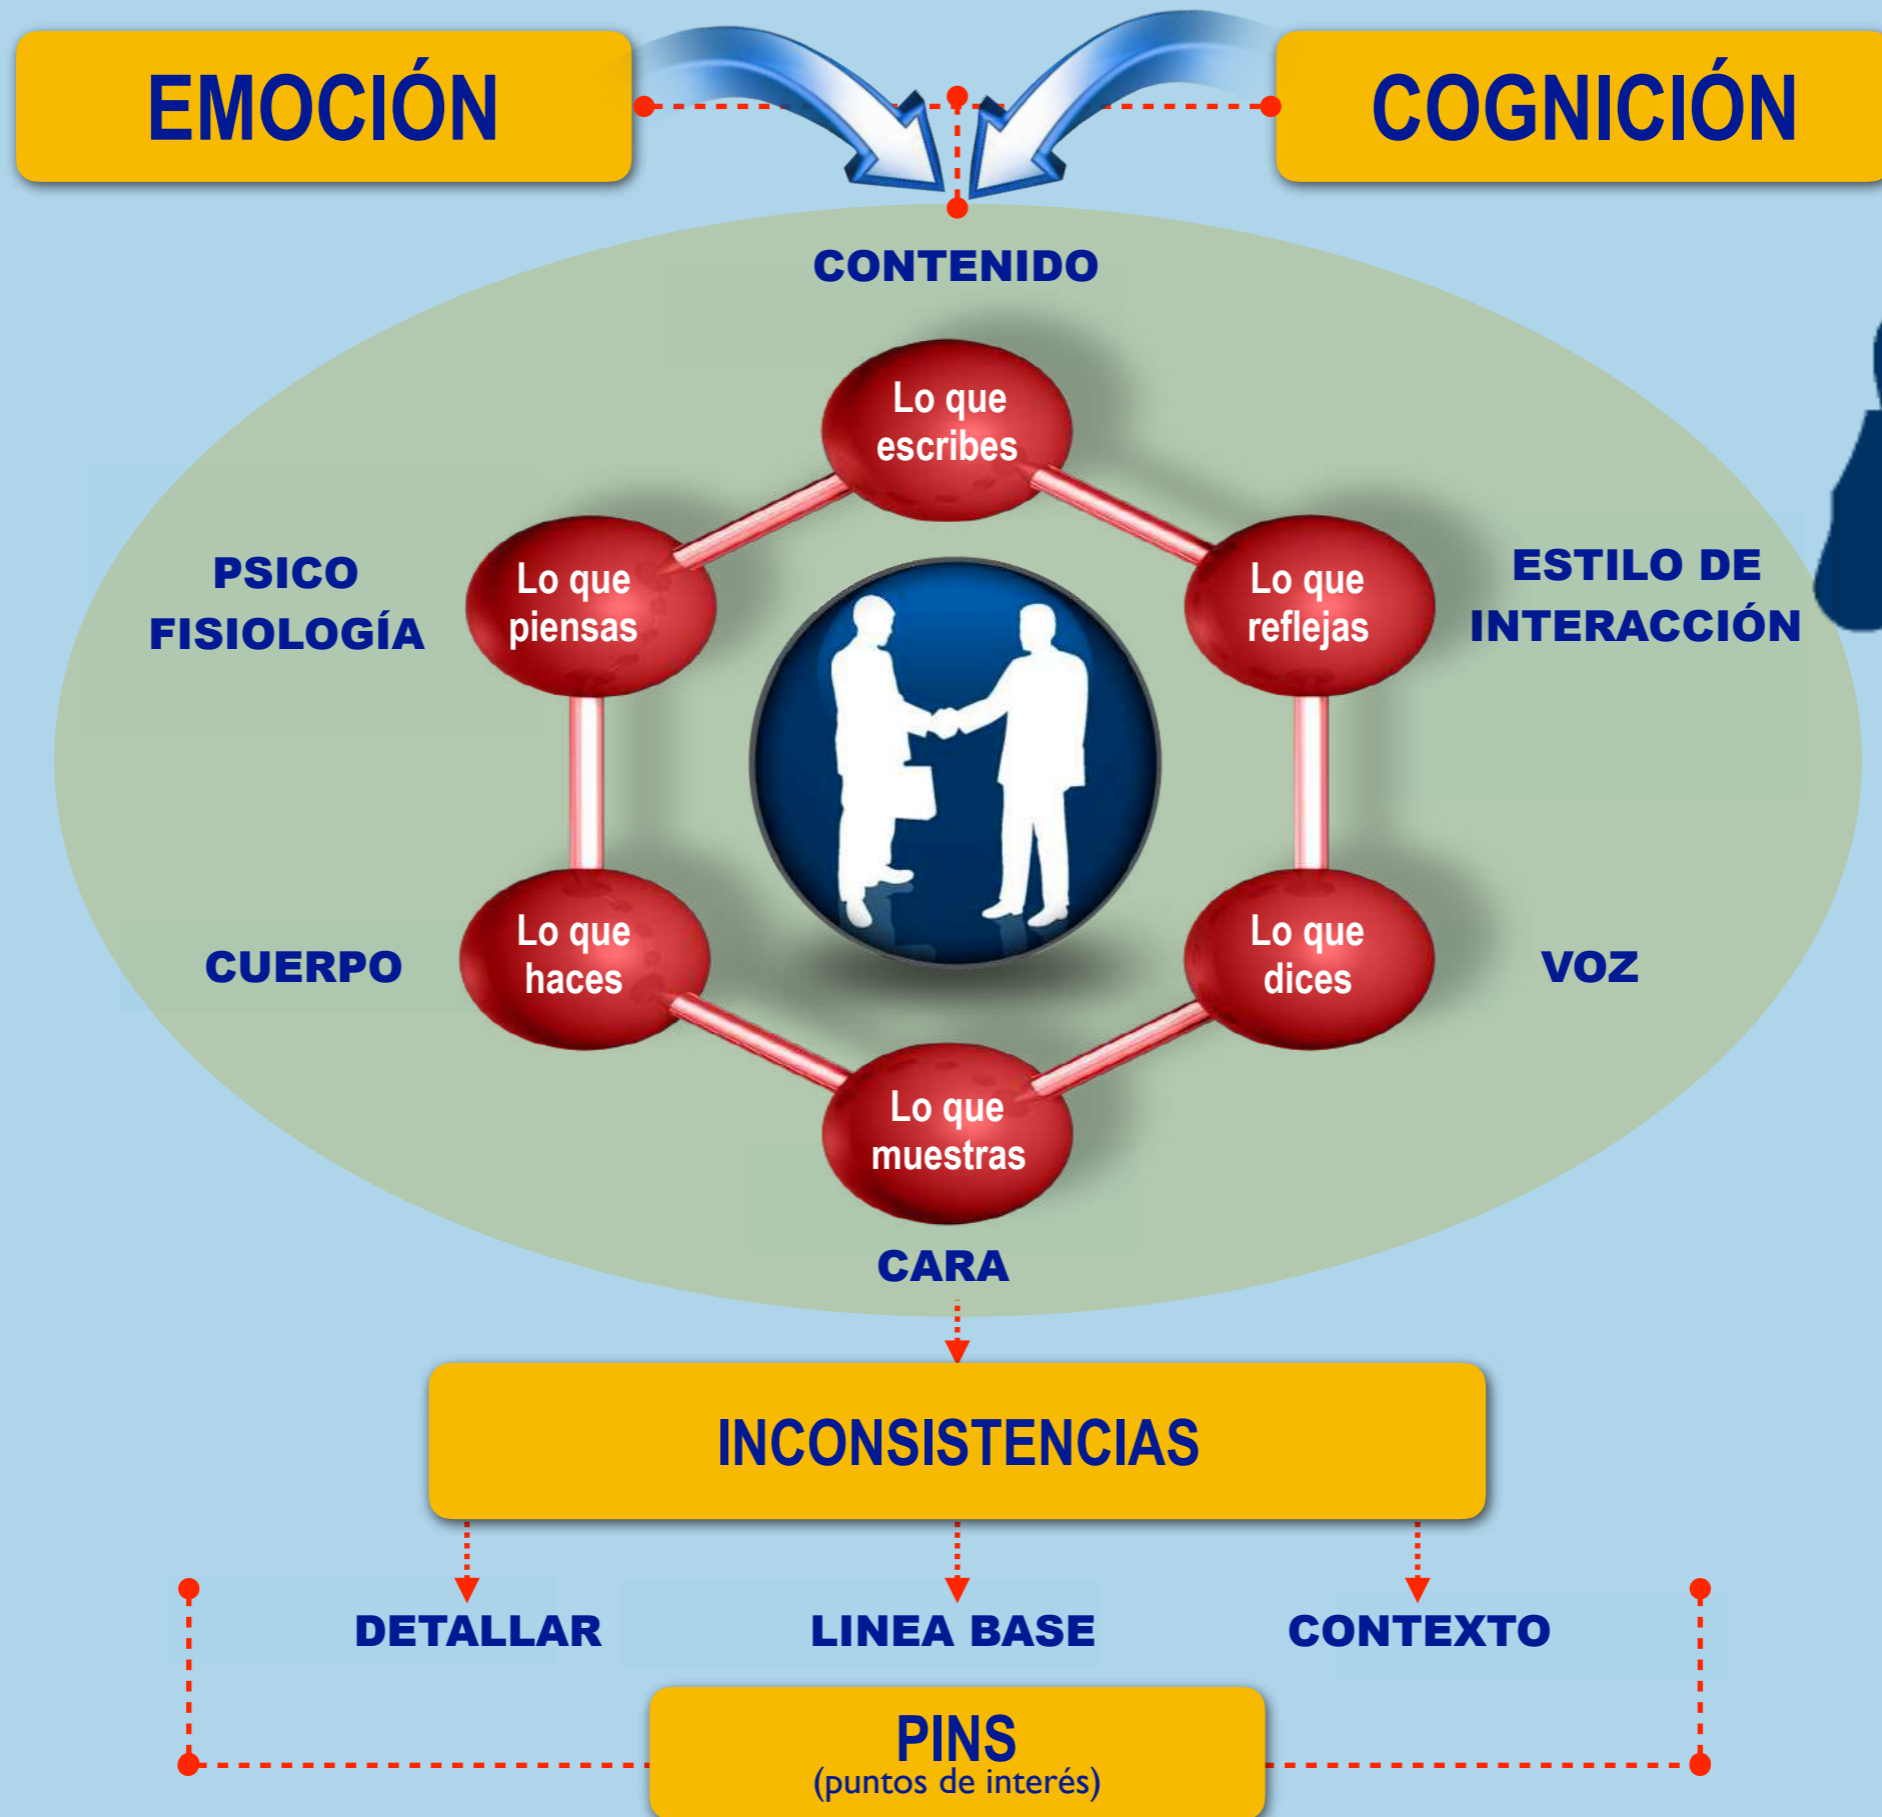 EMOCIÓN
COGNICIÓN
CONTENIDO
Lo que
escribes
PSICO
FISIOLOGÍA
Lo que
piensas
Lo que
reflejas
ESTILO DE
INTERACCIÓN
CUERPO
Lo que
haces
Lo que
dices
VOZ
Lo que
muestras
CARA
INCONSISTENCIAS
DETALLAR
LINEA BASE
CONTEXTO
PINS
(puntos de interés)